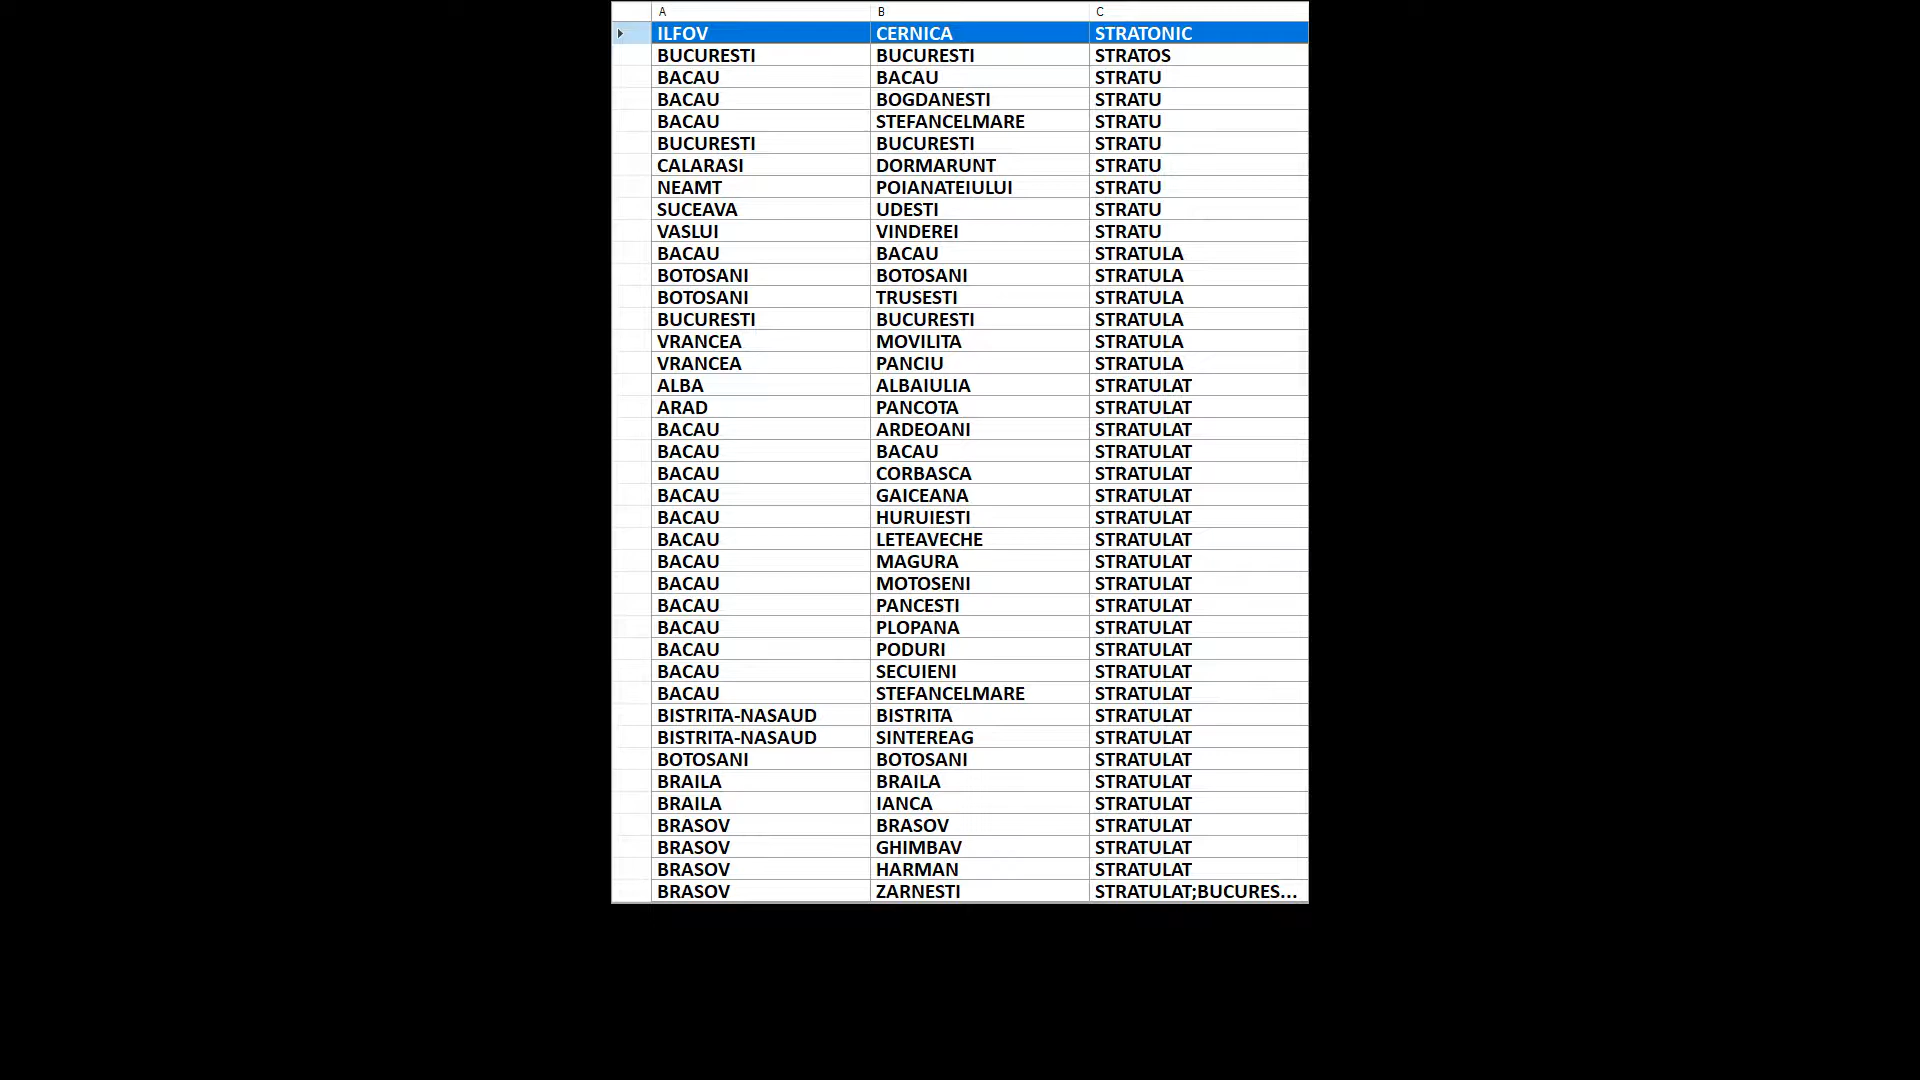 A B C
ILFOV CERNICA STRATONIC
BUCURESTI BUCURESTI STRATOS
BACAU BACAU STRATU
BACAU BOGDANESTI STRATU
BACAU STEFANCELMARE STRATU
BUCURESTI BUCURESTI STRATU
CALARASI DORMARUNT STRATU
NEAMT POIANATEIULUI STRATU
SUCEAVA UDESTI STRATU
VASLUI VINDEREI STRATU
BACAU BACAU STRATULA
BOTOSANI BOTOSANI STRATULA
BOTOSANI TRUSESTI STRATULA
BUCURESTI BUCURESTI STRATULA
VRANCEA MOVILITA STRATULA
VRANCEA PANCIU STRATULA
ALBA ALBAIULIA STRATULAT
ARAD PANCOTA STRATULAT
BACAU ARDEOANI STRATULAT
BACAU BACAU STRATULAT
BACAU CORBASCA STRATULAT
BACAU GAICEANA STRATULAT
BACAU HURUIESTI STRATULAT
BACAU LETEAVECHE STRATULAT
BACAU MAGURA STRATULAT
BACAU MOTOSENI STRATULAT
BACAU PANCESTI STRATULAT
BACAU PLOPANA STRATULAT
BACAU PODURI STRATULAT
BACAU SECUIENI STRATULAT
BACAU STEFANCELMARE STRATULAT
BISTRITA-NASAUD BISTRITA STRATULAT
BISTRITA-NASAUD SINTEREAG STRATULAT
BOTOSANI BOTOSANI STRATULAT
BRAILA BRAILA STRATULAT
BRAILA IANCA STRATULAT
BRASOV BRASOV STRATULAT
BRASOV GHIMBAV STRATULAT
BRASOV HARMAN STRATULAT
BRASOV ZARNESTI STRATULAT;BUCURES...